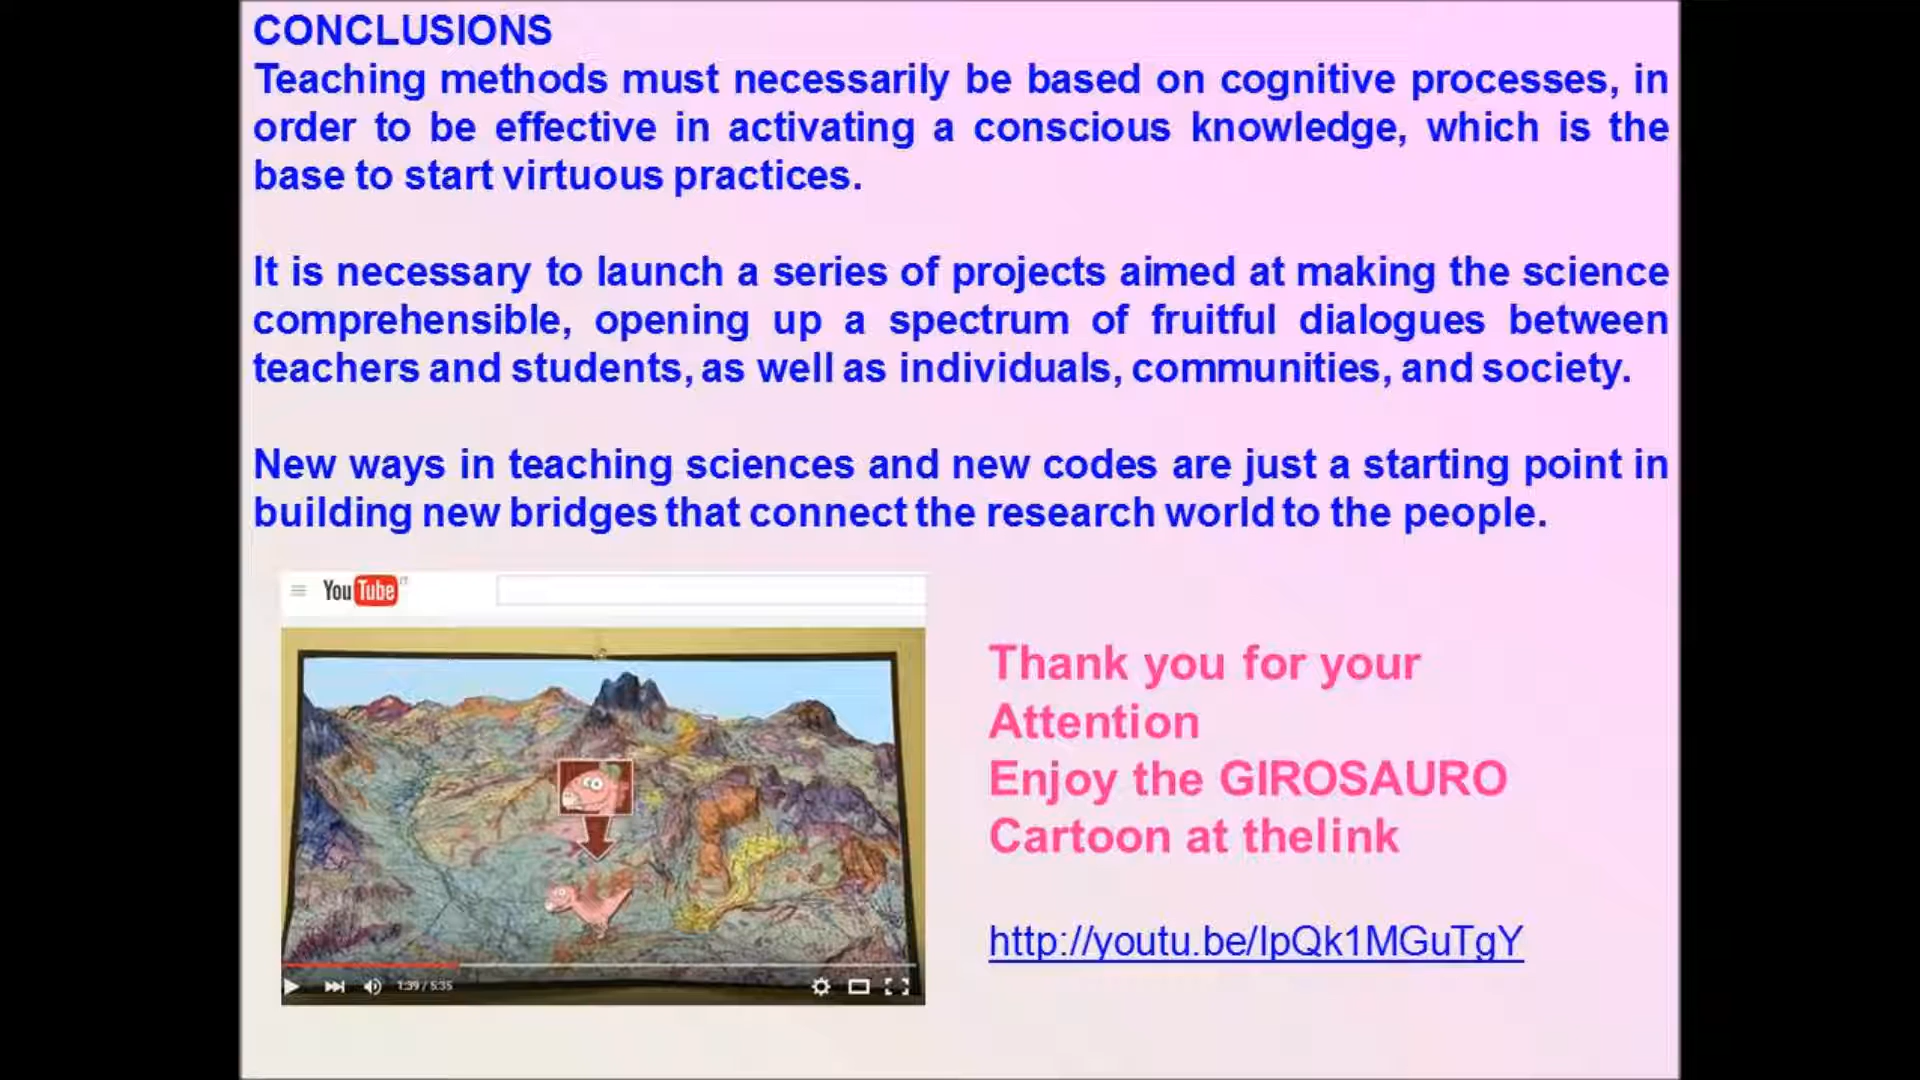 CONCLUSIONS
Teaching methods must necessarily be based on cognitive processes, in
order to be effective in activating a conscious knowledge, which is the
base to start virtuous practices.
It is necessary to launch a series of projects aimed at making the science
comprehensible, opening up a spectrum of fruitful dialogues between
teachers and students, as well as individuals, communities, and society.
New ways in teaching sciences and new codes are just a starting point in
building new bridges that connect the research world to the people.
YouTube IT
1:39 / 5:35
Thank you for your
Attention
Enjoy the GIROSAURO
Cartoon at thelink
http://youtu.be/IpQk1MGuTgY